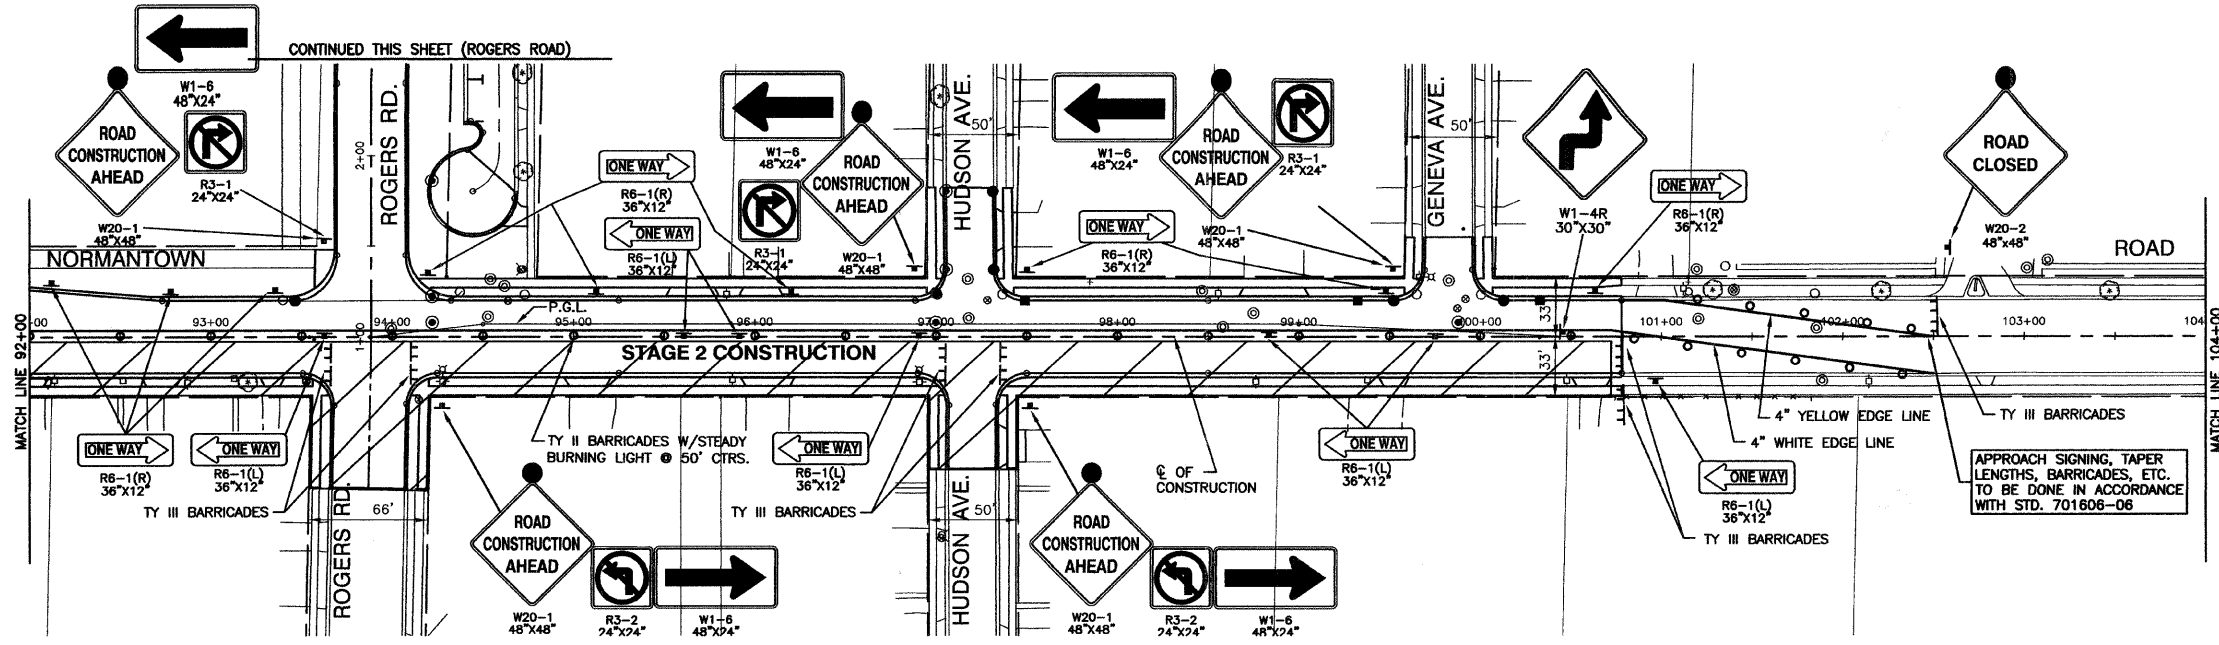 CONTINUED THIS SHEET (ROGERS ROAD)
W1-6
48"X24"
ROAD
CONSTRUCTION
AHEAD
R3-1
24"X24"
W20-1
48"X48"
NORMANTOWN
ROGERS RD.
2+00
1+00
ONE WAY
R6-1(R)
36"X12"
ONE WAY
R6-1(L)
36"X12"
W1-6
48"X24"
ROAD
CONSTRUCTION
AHEAD
R3-1
24"X24"
W20-1
48"X48"
HUDSON AVE.
50'
W1-6
48"X24"
ROAD
CONSTRUCTION
AHEAD
R3-1
24"X24"
ONE WAY
R6-1(R)
36"X12"
W20-1
48"X48"
GENEVA AVE.
50'
W1-4R
30"X30"
ONE WAY
R6-1(R)
36"X12"
ROAD
CLOSED
W20-2
48"x48"
ROAD
P.G.L.
MATCH LINE 92+00
00
93+00
94+00
95+00
96+00
97+00
98+00
99+00
100+00
101+00
102+00
103+00
104
MATCH LINE 104+00
33'
33'
STAGE 2 CONSTRUCTION
ONE WAY
R6-1(R)
36"X12"
ONE WAY
R6-1(L)
36"X12"
TY III BARRICADES
ROGERS RD.
66'
TY II BARRICADES W/STEADY
BURNING LIGHT @ 50' CTRS.
ROAD
CONSTRUCTION
AHEAD
W20-1
48"X48"
R3-2
24"X24"
W1-6
48"X24"
ONE WAY
R6-1(L)
36"X12"
TY III BARRICADES
HUDSON AVE.
50'
ROAD
CONSTRUCTION
AHEAD
W20-1
48"X48"
R3-2
24"X24"
W1-6
48"X24"
℄ OF
CONSTRUCTION
ONE WAY
R6-1(L)
36"X12"
4" YELLOW EDGE LINE
4" WHITE EDGE LINE
TY III BARRICADES
ONE WAY
R6-1(L)
36"X12"
TY III BARRICADES
APPROACH SIGNING, TAPER
LENGTHS, BARRICADES, ETC.
TO BE DONE IN ACCORDANCE
WITH STD. 701606-06